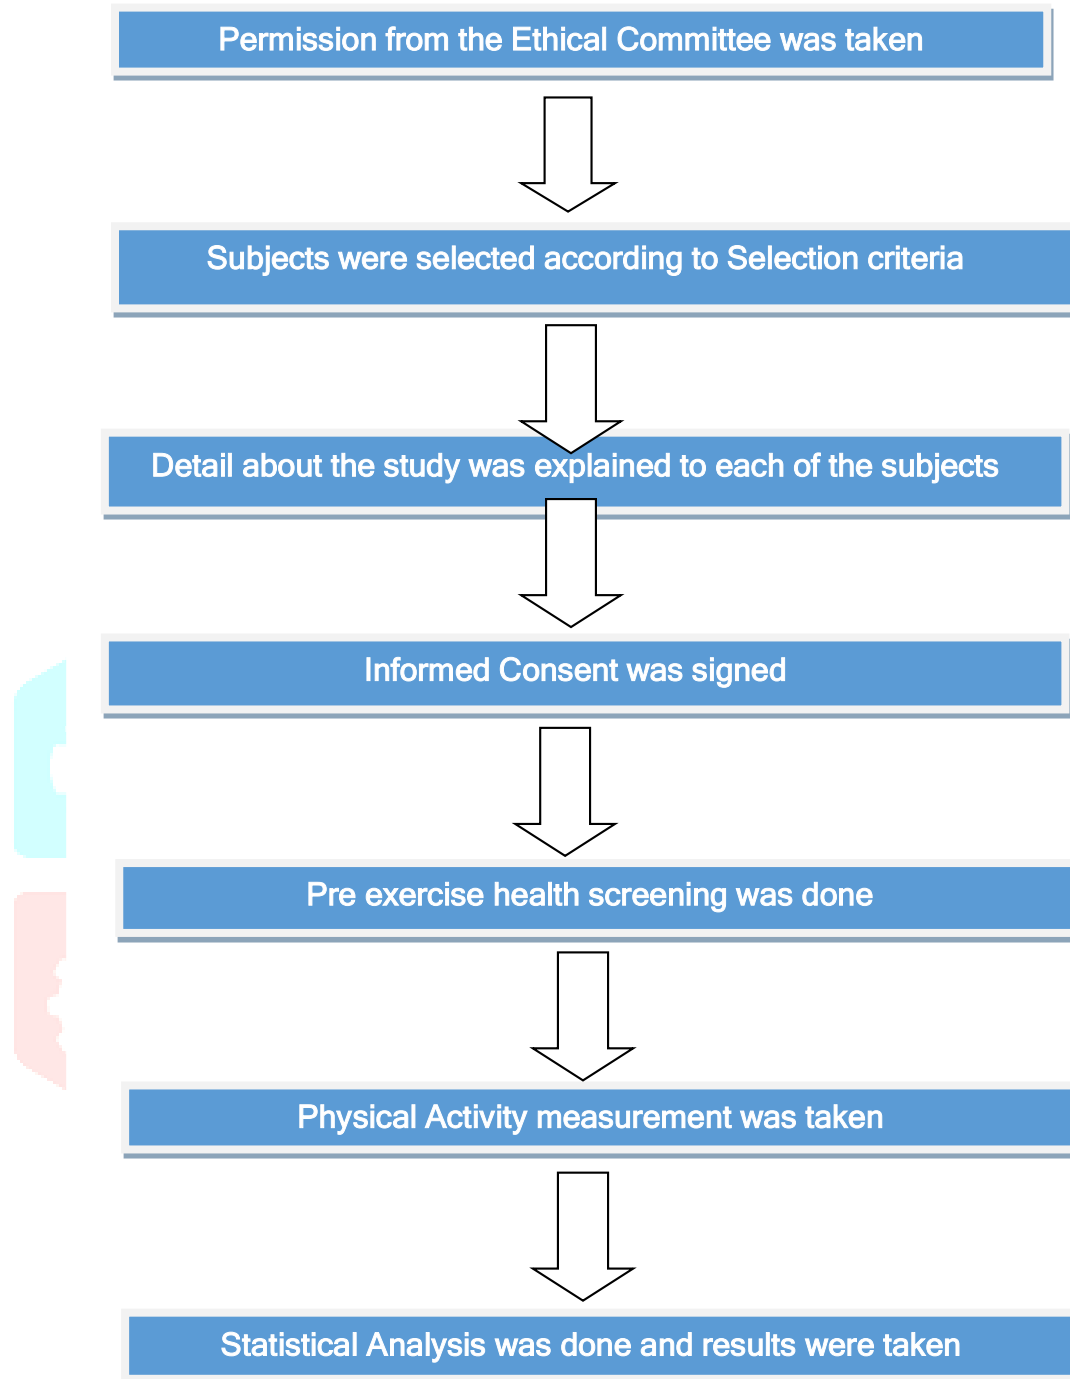 Permission from the Ethical Committee was taken
Subjects were selected according to Selection criteria
Detail about the study was explained to each of the subjects
Informed Consent was signed
Pre exercise health screening was done
Physical Activity measurement was taken
Statistical Analysis was done and results were taken